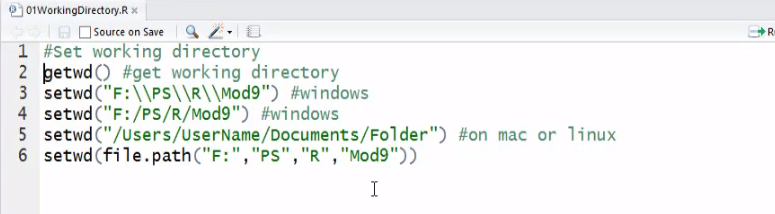 01WorkingDirectory.R ×
Source on Save
1 #Set working directory
2 getwd() #get working directory
3 setwd("F:\\PS\\R\\Mod9") #windows
4 setwd("F:/PS/R/Mod9") #windows
5 setwd("/Users/UserName/Documents/Folder") #on mac or linux
6 setwd(file.path("F:","PS","R","Mod9"))